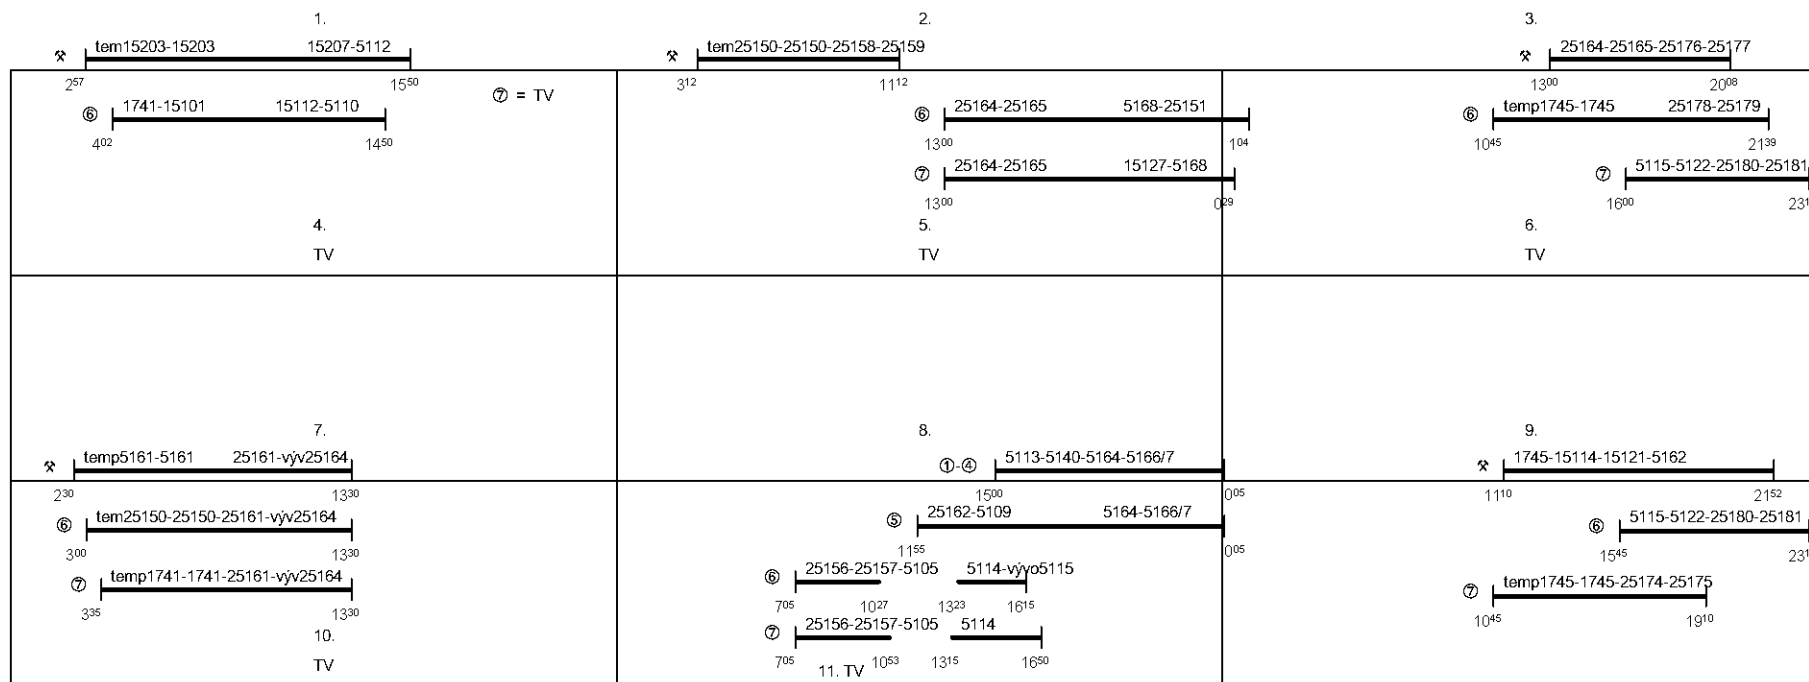 1. 2. 3.
⚒ tem15203-15203 15207-5112 ⚒ tem25150-25150-25158-25159 ⚒ 25164-25165-25176-25177
2⁵⁷ 15⁵⁰ 3¹² 11¹² 13⁰⁰ 20⁰⁸
⑦ = TV
⑥ 1741-15101 15112-5110 ⑥ 25164-25165 5168-25151 ⑥ temp1745-1745 25178-25179
4⁰² 14⁵⁰ 13⁰⁰ 1⁰⁴ 10⁴⁵ 21³⁹
⑦ 25164-25165 15127-5168 ⑦ 5115-5122-25180-25181
13⁰⁰ 0²⁹ 16⁰⁰ 23¹
4. 5. 6.
TV TV TV
7. 8. 9.
⚒ temp5161-5161 25161-výv25164 ①-④ 5113-5140-5164-5166/7 ⚒ 1745-15114-15121-5162
2³⁰ 13³⁰ 15⁰⁰ 0⁰⁵ 11¹⁰ 21⁵²
⑥ tem25150-25150-25161-výv25164 ⑤ 25162-5109 5164-5166/7 ⑥ 5115-5122-25180-25181
3⁰⁰ 13³⁰ 11⁵⁵ 0⁰⁵ 15⁴⁵ 23¹
⑦ temp1741-1741-25161-výv25164 ⑥ 25156-25157-5105 5114-vývo5115 ⑦ temp1745-1745-25174-25175
3³⁵ 13³⁰ 7⁰⁵ 10²⁷ 13²³ 16¹⁵ 10⁴⁵ 19¹⁰
10. ⑦ 25156-25157-5105 5114
TV 7⁰⁵ 10⁵³ 13¹⁵ 16⁵⁰
11. TV